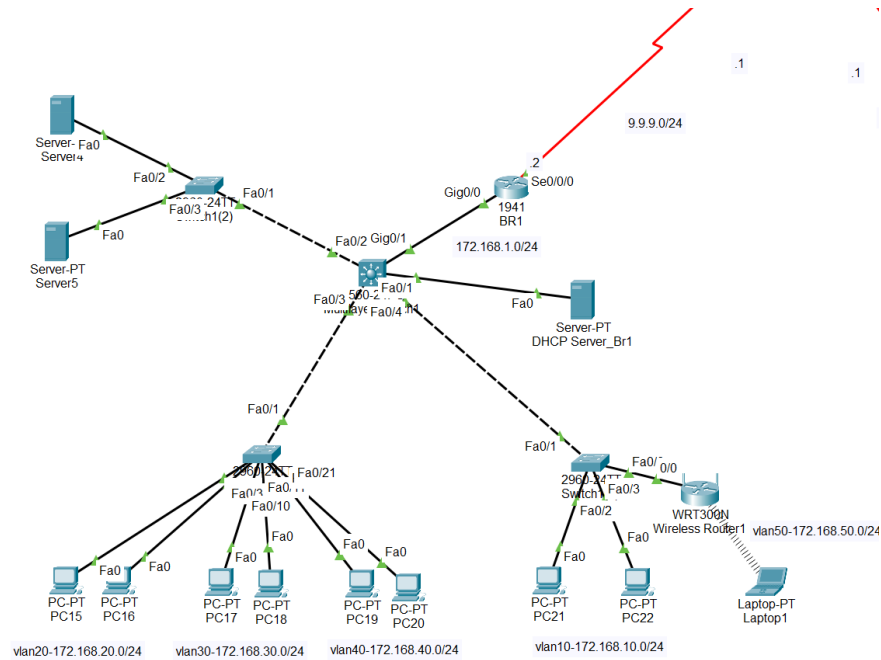 .1
.1
9.9.9.0/24
Server-
Fa0
Server4
Fa0/2
Fa0/1
Fa0/3
Fa0
Server-PT
Server5
.2
Se0/0/0
Gig0/0
1941
BR1
172.168.1.0/24
Fa0/2
Gig0/1
Fa0/1
Fa0/3
Fa0/4
Fa0
Server-PT
DHCP Server_Br1
Fa0/1
Fa0/21
Fa0/3
Fa0/10
Fa0/1
Fa0/3
Fa0/2
0/0
WRT300N
Wireless Router1
vlan50-172.168.50.0/24
Fa0
Fa0
Fa0
Fa0
Fa0
Fa0
Fa0
Fa0
PC-PT
PC15
PC-PT
PC16
PC-PT
PC17
PC-PT
PC18
PC-PT
PC19
PC-PT
PC20
PC-PT
PC21
PC-PT
PC22
Laptop-PT
Laptop1
vlan20-172.168.20.0/24
vlan30-172.168.30.0/24
vlan40-172.168.40.0/24
vlan10-172.168.10.0/24